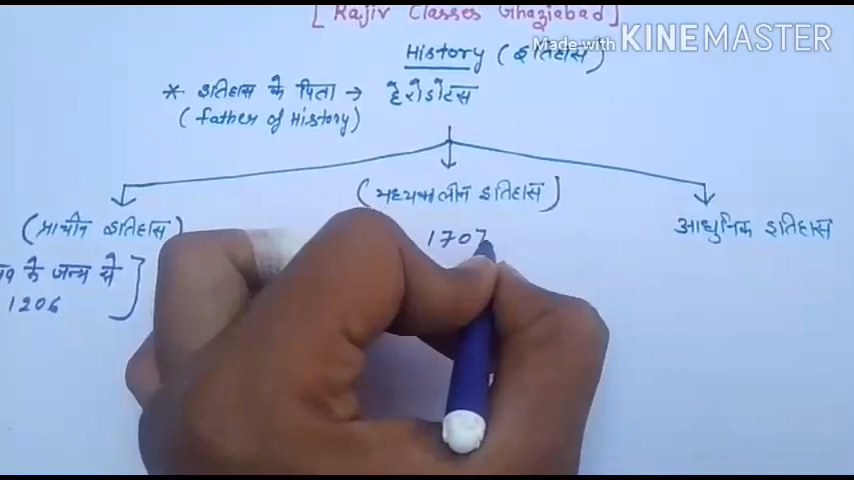 [ Rajiv Classes Ghaziabad ]
Made with KINEMASTER
History (इतिहास)
* इतिहास के पिता → हेरोडोटस
(father of History)
(प्राचीन इतिहास)
(मध्यकालीन इतिहास)
आधुनिक इतिहास
के जन्म से
1206
1707